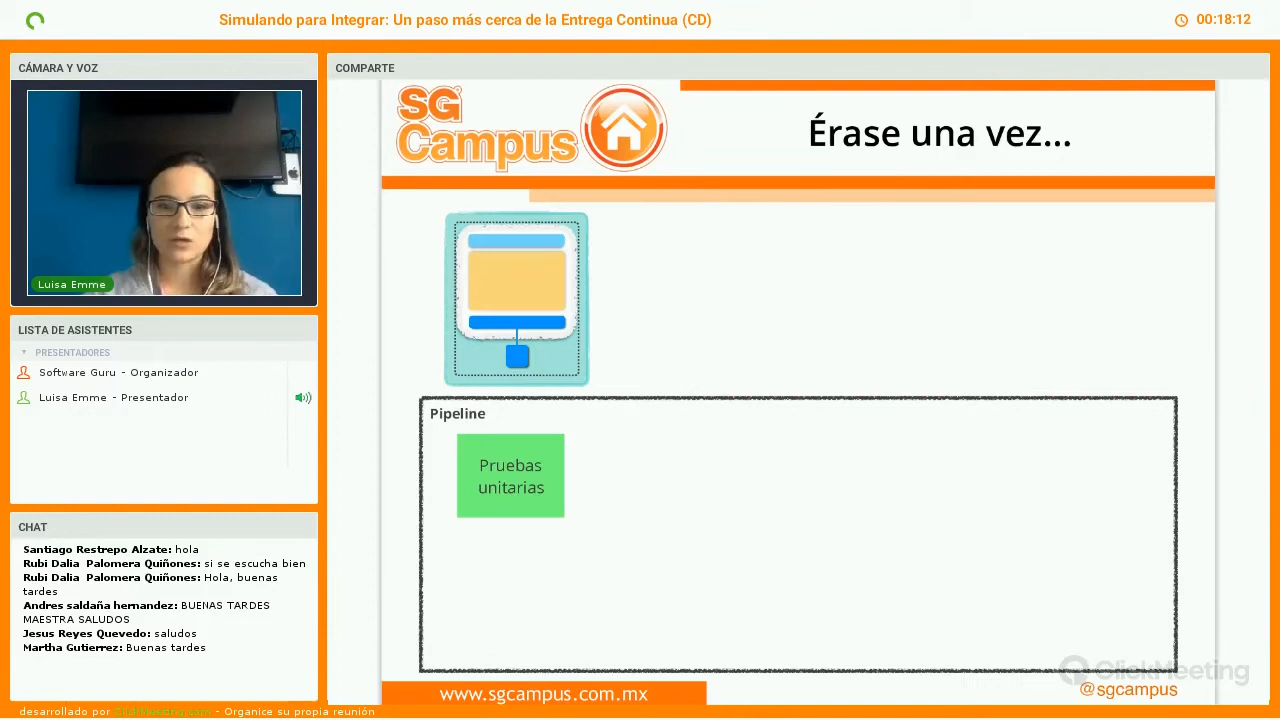 Simulando para Integrar: Un paso más cerca de la Entrega Continua (CD)
00:18:12
CÁMARA Y VOZ
Luisa Emme
LISTA DE ASISTENTES
PRESENTADORES
Software Guru - Organizador
Luisa Emme - Presentador
CHAT
Santiago Restrepo Alzate: hola
Rubi Dalia Palomera Quiñones: si se escucha bien
Rubi Dalia Palomera Quiñones: Hola, buenas
tardes
Andres saldaña hernandez: BUENAS TARDES
MAESTRA SALUDOS
Jesus Reyes Quevedo: saludos
Martha Gutierrez: Buenas tardes
desarrollado por ClickMeeting.com - Organice su propia reunión
COMPARTE
SG
Campus
Érase una vez...
Pipeline
Pruebas
unitarias
ClickMeeting
www.sgcampus.com.mx
@sgcampus